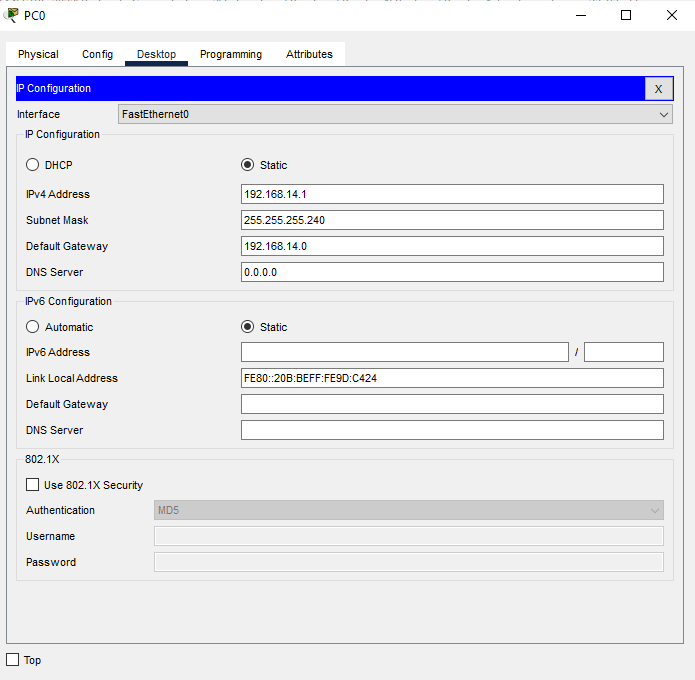 PC0
Physical Config Desktop Programming Attributes
IP Configuration X
Interface FastEthernet0
IP Configuration
DHCP Static
IPv4 Address 192.168.14.1
Subnet Mask 255.255.255.240
Default Gateway 192.168.14.0
DNS Server 0.0.0.0
IPv6 Configuration
Automatic Static
IPv6 Address /
Link Local Address FE80::20B:BEFF:FE9D:C424
Default Gateway
DNS Server
802.1X
Use 802.1X Security
Authentication MD5
Username
Password
Top